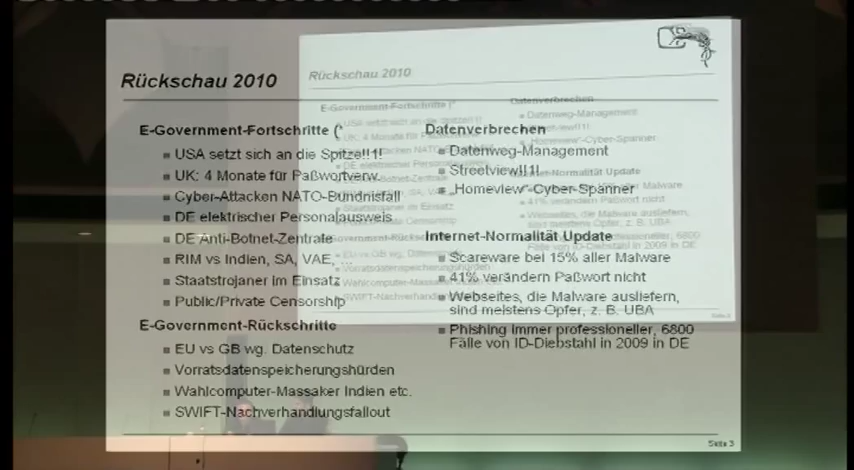 Rückschau 2010
E-Government-Fortschritte (*
USA setzt sich an die Spitze!!1!
UK: 4 Monate für Paßwortverw.
Cyber-Attacken NATO-Bündnisfall
DE elektrischer Personalausweis
DE Anti-Botnet-Zentrale
RIM vs Indien, SA, VAE, ...
Staatstrojaner im Einsatz
Public/Private Censorship
E-Government-Rückschritte
EU vs GB wg. Datenschutz
Vorratsdatenspeicherungshürden
Wahlcomputer-Massaker Indien etc.
SWIFT-Nachverhandlungsfallout
Datenverbrechen
Datenweg-Management
Streetview!!1!
„Homeview"-Cyber-Spanner
Internet-Normalität Update
Scareware bei 15% aller Malware
41% verändern Paßwort nicht
Webseites, die Malware ausliefern,
sind meistens Opfer, z. B. UBA
Phishing immer professioneller, 6800
Fälle von ID-Diebstahl in 2009 in DE
Seite 3
Rückschau 2010